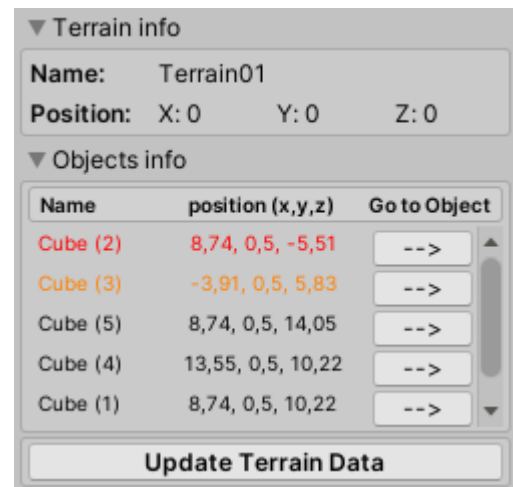 ▼ Terrain info
Name: Terrain01
Position: X: 0 Y: 0 Z: 0
▼ Objects info
Name position (x,y,z) Go to Object
Cube (2) 8,74, 0,5, -5,51 -->
Cube (3) -3,91, 0,5, 5,83 -->
Cube (5) 8,74, 0,5, 14,05 -->
Cube (4) 13,55, 0,5, 10,22 -->
Cube (1) 8,74, 0,5, 10,22 -->
Update Terrain Data